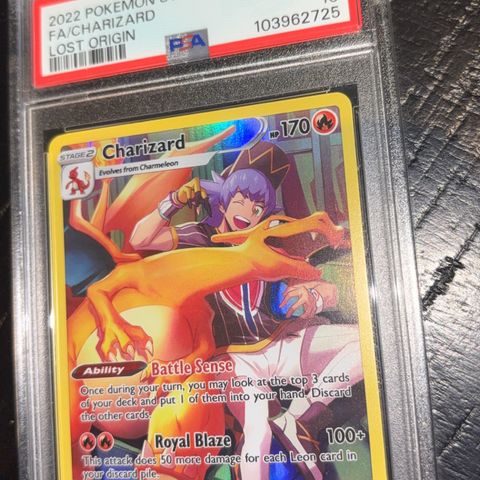 2022 POKEMON
FA/CHARIZARD
LOST ORIGIN
103962725
PSA
STAGE2
Charizard
HP 170
Evolves from Charmeleon
Ability Battle Sense
Once during your turn, you may look at the top 3 cards
of your deck and put 1 of them into your hand. Discard
the other cards.
Royal Blaze 100+
This attack does 50 more damage for each Leon card in
your discard pile.